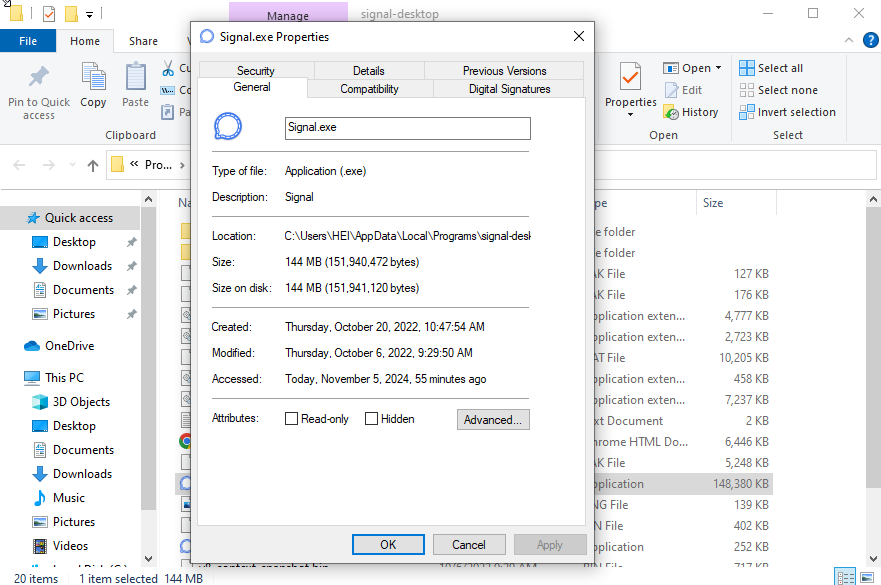 Manage
signal-desktop
File
Home
Share
Pin to Quick
access
Copy
Paste
Clipboard
Properties
Open
Edit
History
Open
Select all
Select none
Invert selection
Select
« Pro... ›
Signal.exe Properties
Security
Details
Previous Versions
General
Compatibility
Digital Signatures
Signal.exe
Type of file: Application (.exe)
Description: Signal
Location: C:\Users\HEI\AppData\Local\Programs\signal-desk
Size: 144 MB (151,940,472 bytes)
Size on disk: 144 MB (151,941,120 bytes)
Created: Thursday, October 20, 2022, 10:47:54 AM
Modified: Thursday, October 6, 2022, 9:29:50 AM
Accessed: Today, November 5, 2024, 55 minutes ago
Attributes: Read-only Hidden Advanced...
OK Cancel Apply
Quick access
Desktop
Downloads
Documents
Pictures
OneDrive
This PC
3D Objects
Desktop
Documents
Downloads
Music
Pictures
Videos
Size
e folder
e folder
AK File 127 KB
AK File 176 KB
pplication exten... 4,777 KB
pplication exten... 2,723 KB
AT File 10,205 KB
pplication exten... 458 KB
pplication exten... 7,237 KB
xt Document 2 KB
hrome HTML Do... 6,446 KB
AK File 5,248 KB
pplication 148,380 KB
NG File 139 KB
N File 402 KB
pplication 252 KB
717 KB
20 items 1 item selected 144 MB